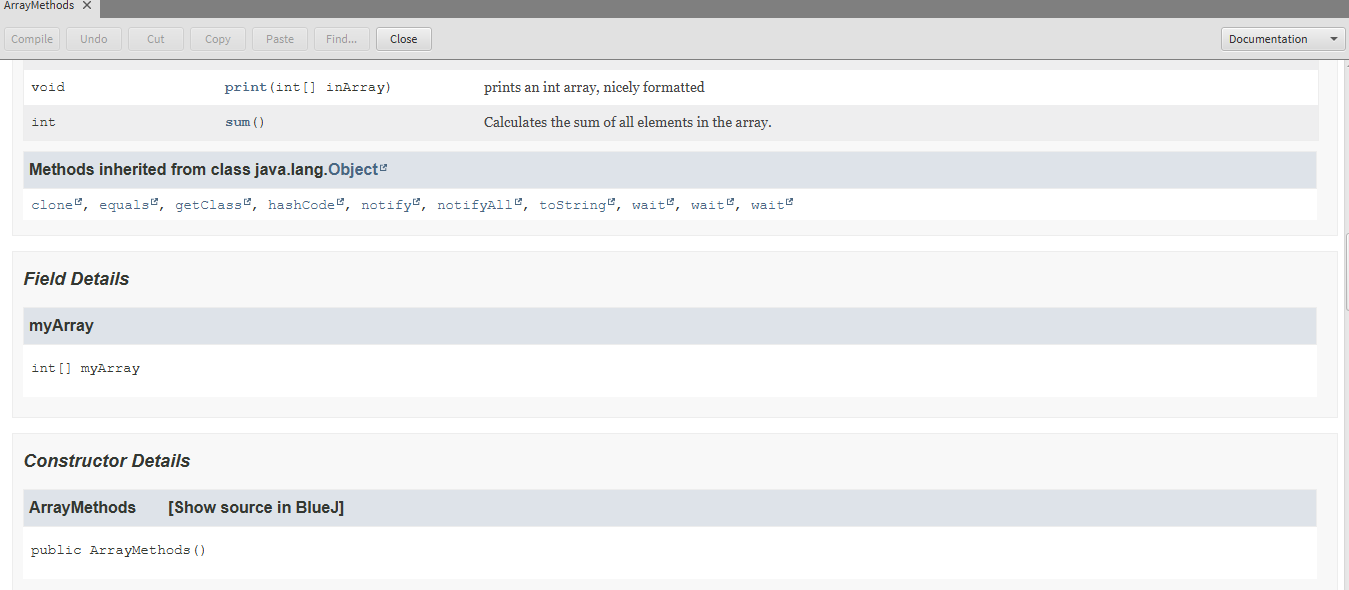 ArrayMethods ✕
Compile Undo Cut Copy Paste Find... Close Documentation
void print(int[] inArray) prints an int array, nicely formatted
int sum() Calculates the sum of all elements in the array.
Methods inherited from class java.lang.Object
clone, equals, getClass, hashCode, notify, notifyAll, toString, wait, wait, wait
Field Details
myArray
int[] myArray
Constructor Details
ArrayMethods [Show source in BlueJ]
public ArrayMethods()